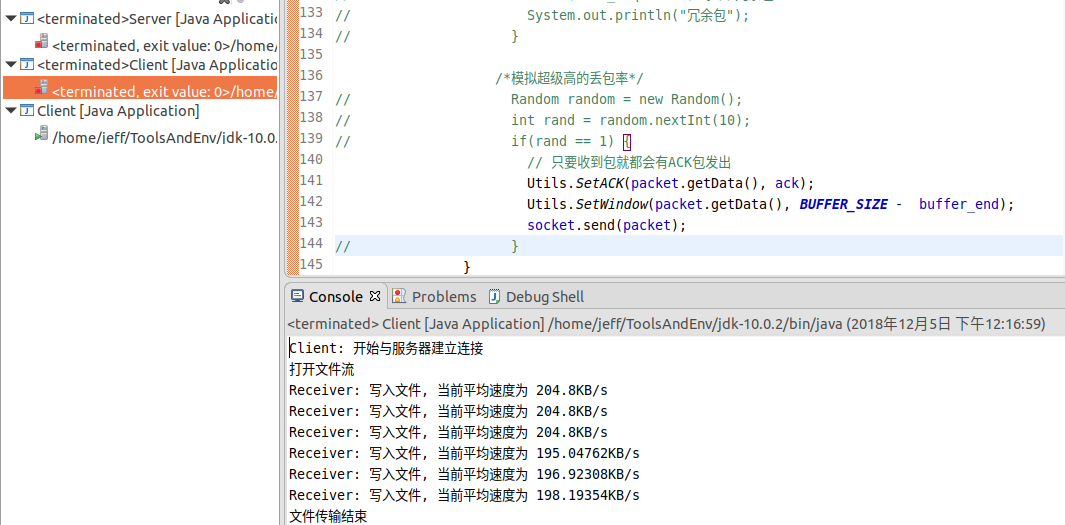 <terminated>Server [Java Applicatio
<terminated, exit value: 0>/home/
<terminated>Client [Java Applicatio
<terminated, exit value: 0>/home/
Client [Java Application]
/home/jeff/ToolsAndEnv/jdk-10.0.
133 // System.out.println("冗余包");
134 // }
135
136 /*模拟超级高的丢包率*/
137 // Random random = new Random();
138 // int rand = random.nextInt(10);
139 // if(rand == 1) {
140 // 只要收到包就都会有ACK包发出
141 Utils.SetACK(packet.getData(), ack);
142 Utils.SetWindow(packet.getData(), BUFFER_SIZE - buffer_end);
143 socket.send(packet);
144 // }
145 }
Console Problems Debug Shell
<terminated> Client [Java Application] /home/jeff/ToolsAndEnv/jdk-10.0.2/bin/java (2018年12月5日 下午12:16:59)
Client: 开始与服务器建立连接
打开文件流
Receiver: 写入文件, 当前平均速度为 204.8KB/s
Receiver: 写入文件, 当前平均速度为 204.8KB/s
Receiver: 写入文件, 当前平均速度为 204.8KB/s
Receiver: 写入文件, 当前平均速度为 195.04762KB/s
Receiver: 写入文件, 当前平均速度为 196.92308KB/s
Receiver: 写入文件, 当前平均速度为 198.19354KB/s
文件传输结束